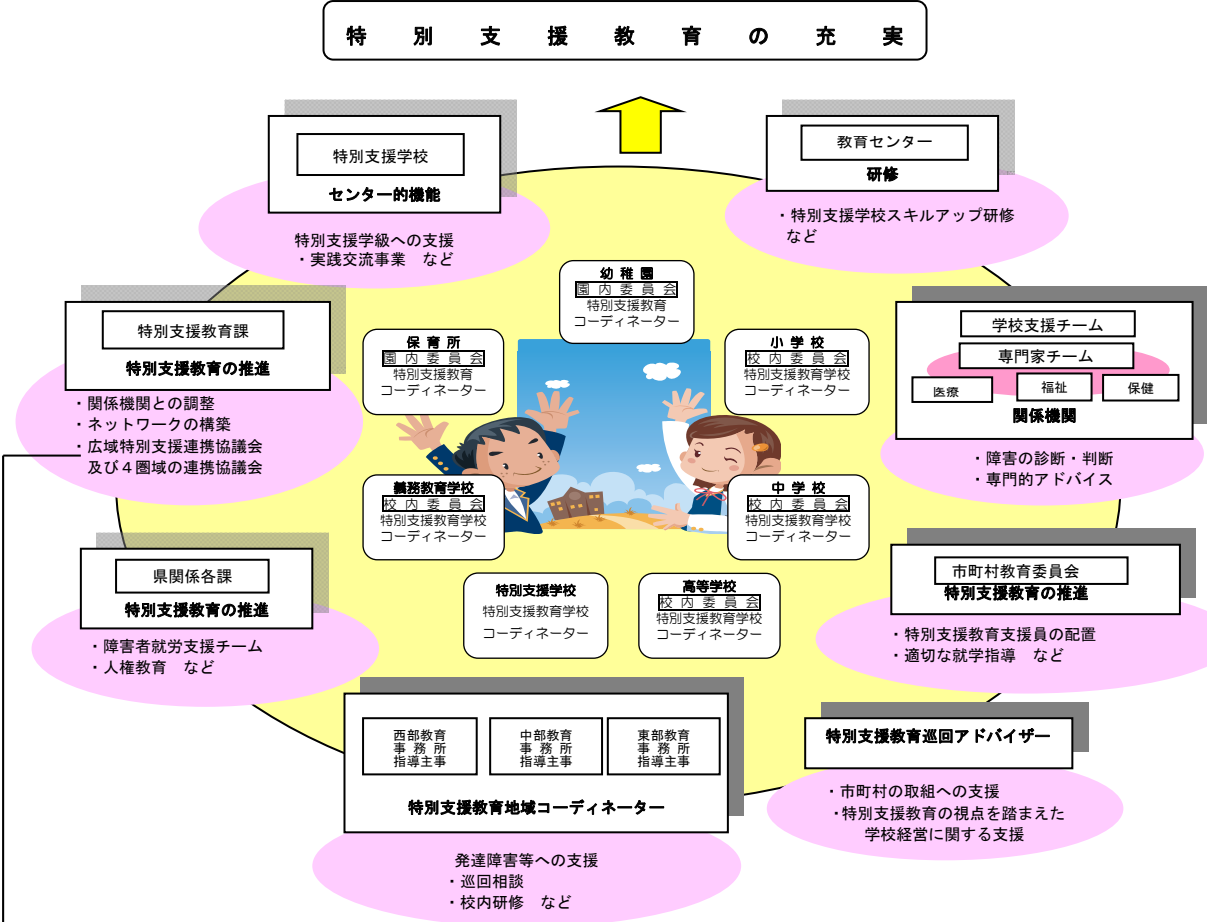 特別支援教育の充実
特別支援学校
センター的機能
特別支援学級への支援
・実践交流事業　など
教育センター
研修
・特別支援学校スキルアップ研修
など
特別支援教育課
特別支援教育の推進
・関係機関との調整
・ネットワークの構築
・広域特別支援連携協議会
及び４圏域の連携協議会
幼稚園
園内委員会
特別支援教育
コーディネーター
保育所
園内委員会
特別支援教育
コーディネーター
小学校
校内委員会
特別支援教育学校
コーディネーター
学校支援チーム
専門家チーム
医療
福祉
保健
関係機関
・障害の診断・判断
・専門的アドバイス
義務教育学校
校内委員会
特別支援教育学校
コーディネーター
中学校
校内委員会
特別支援教育学校
コーディネーター
県関係各課
特別支援教育の推進
・障害者就労支援チーム
・人権教育　など
特別支援学校
特別支援教育学校
コーディネーター
高等学校
校内委員会
特別支援教育学校
コーディネーター
市町村教育委員会
特別支援教育の推進
・特別支援教育支援員の配置
・適切な就学指導　など
西部教育
事務所
指導主事
中部教育
事務所
指導主事
東部教育
事務所
指導主事
特別支援教育地域コーディネーター
発達障害等への支援
・巡回相談
・校内研修　など
特別支援教育巡回アドバイザー
・市町村の取組への支援
・特別支援教育の視点を踏まえた
学校経営に関する支援